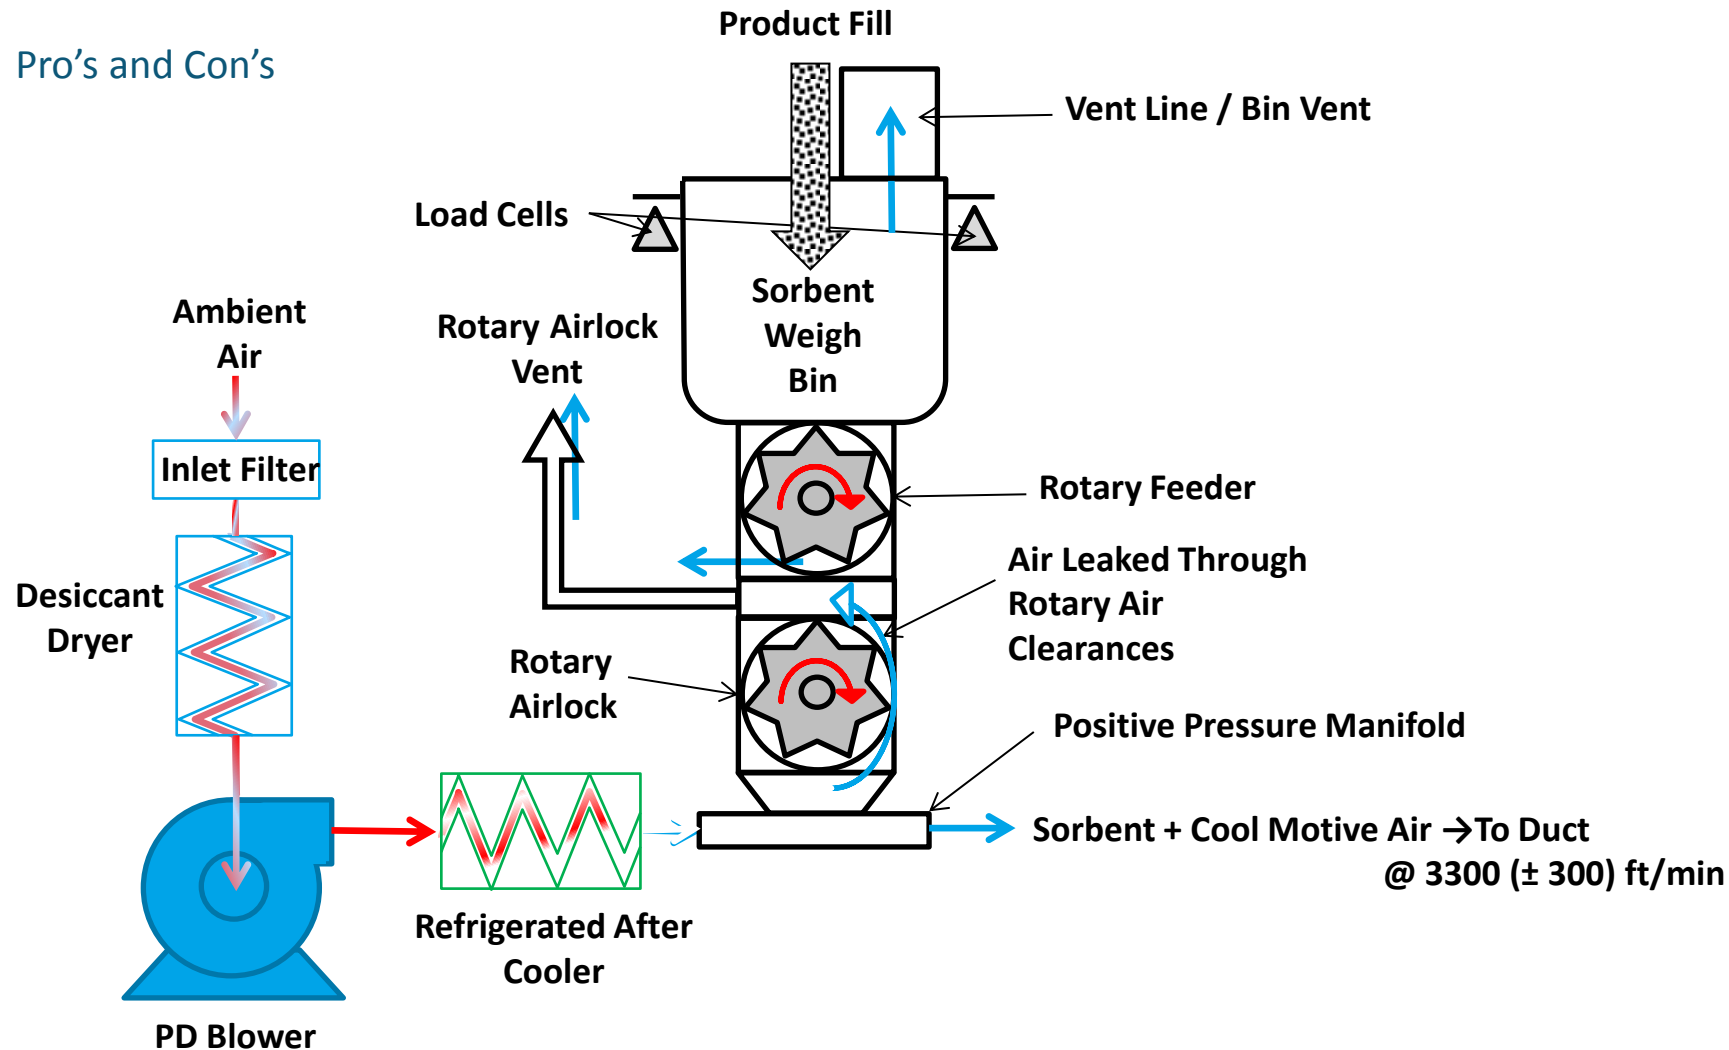 Product Fill
Pro’s and Con’s
Vent Line / Bin Vent
Load Cells
Sorbent
Weigh
Bin
Ambient
Air
Rotary Airlock
Vent
Inlet Filter
Rotary Feeder
Air Leaked Through
Rotary Air
Clearances
Desiccant
Dryer
Rotary
Airlock
Positive Pressure Manifold
Sorbent + Cool Motive Air →To Duct
@ 3300 (± 300) ft/min
Refrigerated After
Cooler
PD Blower